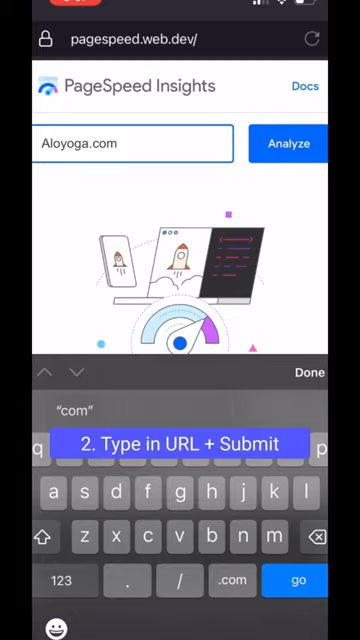 pagespeed.web.dev/
PageSpeed Insights
Docs
Aloyoga.com
Analyze
Done
“com”
2. Type in URL + Submit
q p
a s d f g h j k l
z x c v b n m
123 . / .com go